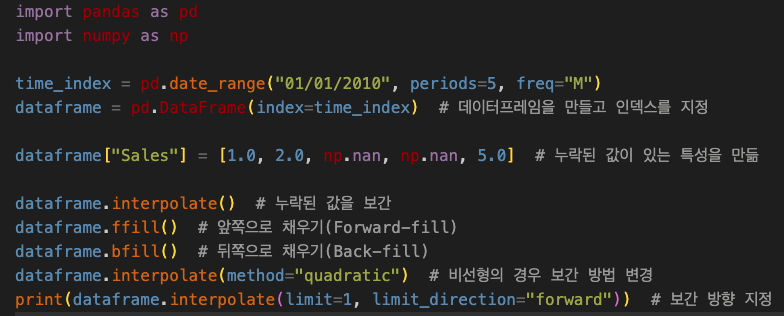 import pandas as pd
import numpy as np
time_index = pd.date_range("01/01/2010", periods=5, freq="M")
dataframe = pd.DataFrame(index=time_index)  # 데이터프레임을 만들고 인덱스를 지정
dataframe["Sales"] = [1.0, 2.0, np.nan, np.nan, 5.0]  # 누락된 값이 있는 특성을 만듦
dataframe.interpolate()  # 누락된 값을 보간
dataframe.ffill()  # 앞쪽으로 채우기(Forward-fill)
dataframe.bfill()  # 뒤쪽으로 채우기(Back-fill)
dataframe.interpolate(method="quadratic")  # 비선형의 경우 보간 방법 변경
print(dataframe.interpolate(limit=1, limit_direction="forward"))  # 보간 방향 지정